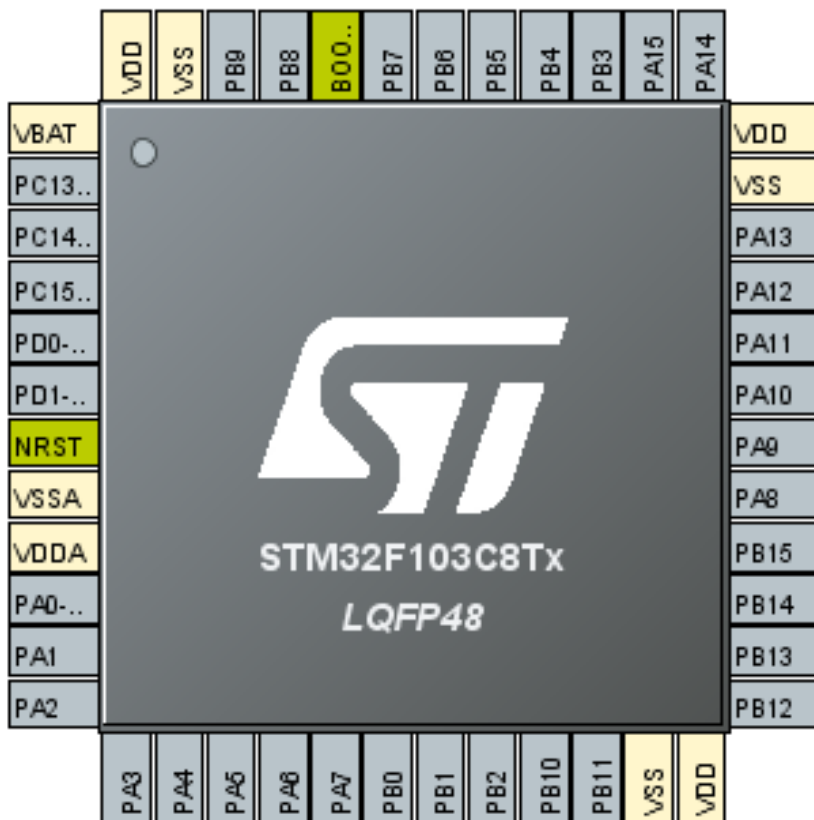 VDD
VSS
PB9
PB8
BOO..
PB7
PB6
PB5
PB4
PB3
PA15
PA14
VBAT
PC13..
PC14..
PC15..
PD0-..
PD1-..
NRST
VSSA
VDDA
PA0-..
PA1
PA2
STM32F103C8Tx
LQFP48
VDD
VSS
PA13
PA12
PA11
PA10
PA9
PA8
PB15
PB14
PB13
PB12
PA3
PA4
PA5
PA6
PA7
PB0
PB1
PB2
PB10
PB11
VSS
VDD